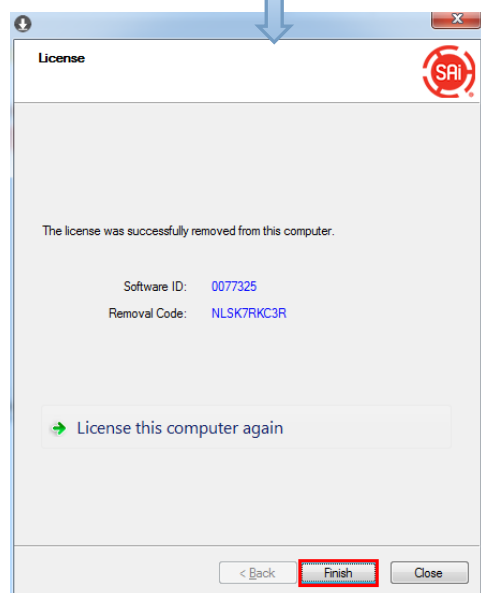 x
License
SAi
The license was successfully removed from this computer.
Software ID: 0077325
Removal Code: NLSK7RKC3R
License this computer again
< Back Finish Close